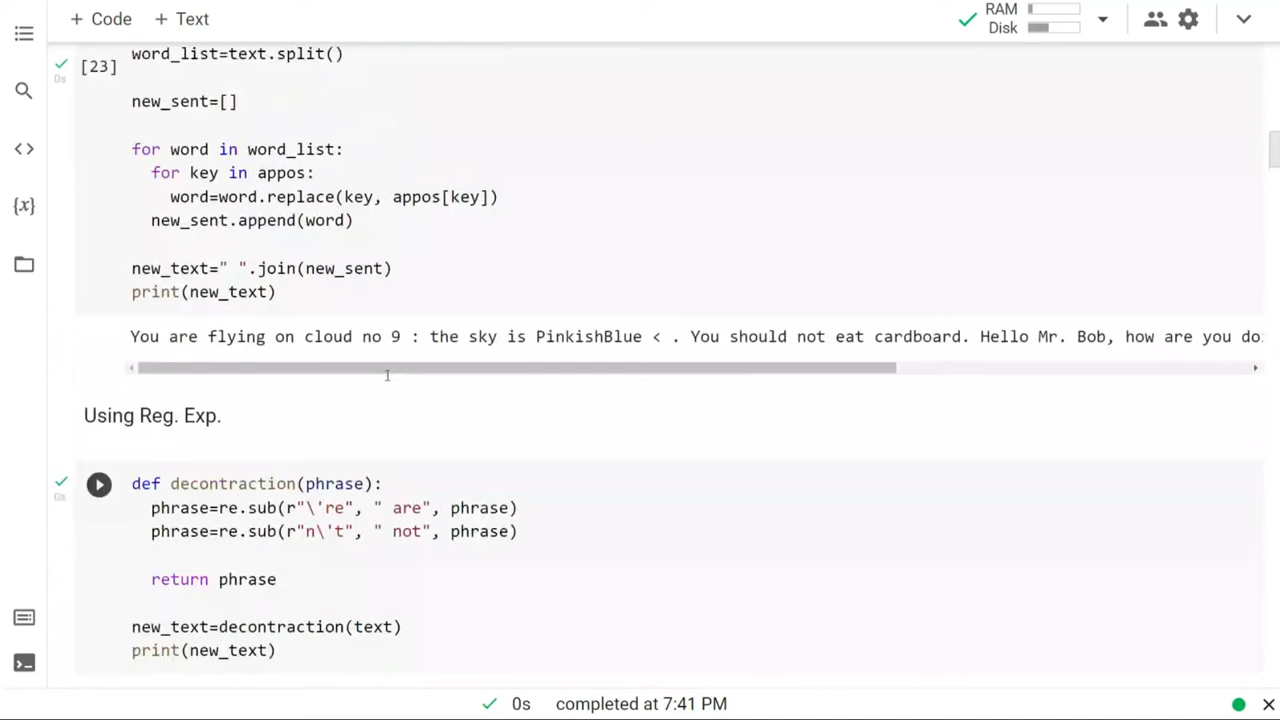 + Code + Text
RAM
Disk
[23]
word_list=text.split()
new_sent=[]
for word in word_list:
for key in appos:
word=word.replace(key, appos[key])
new_sent.append(word)
new_text=" ".join(new_sent)
print(new_text)
You are flying on cloud no 9 : the sky is PinkishBlue < . You should not eat cardboard. Hello Mr. Bob, how are you do
Using Reg. Exp.
0s
def decontraction(phrase):
phrase=re.sub(r"\'re", " are", phrase)
phrase=re.sub(r"n\'t", " not", phrase)
return phrase
new_text=decontraction(text)
print(new_text)
0s completed at 7:41 PM